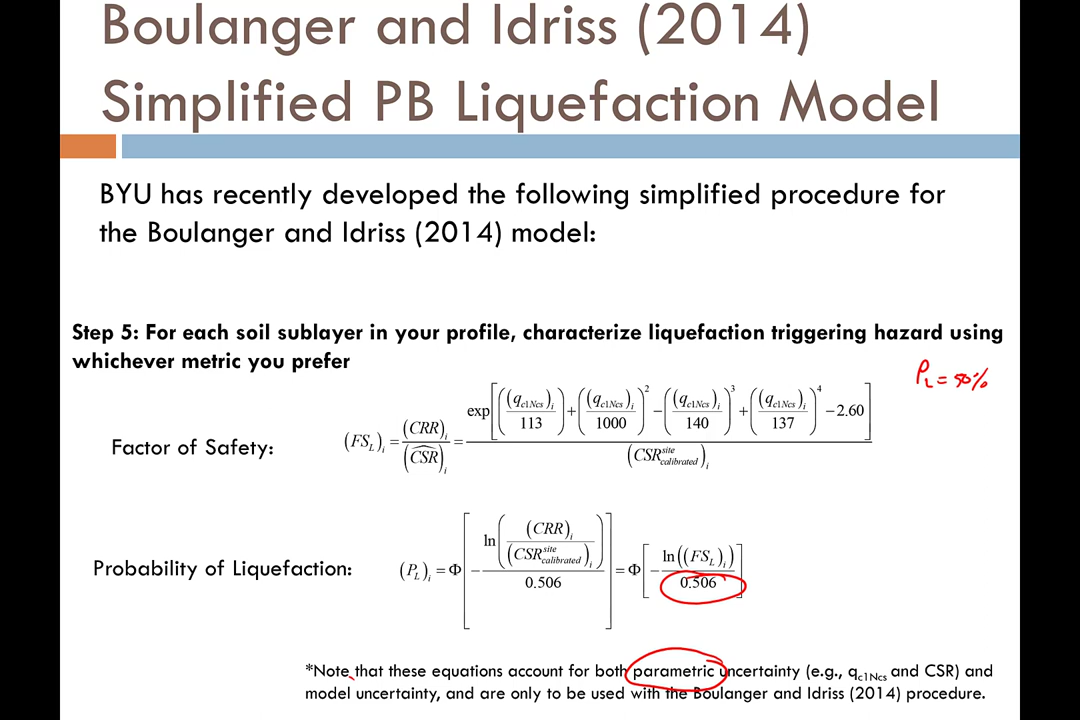 Boulanger and Idriss (2014)
Simplified PB Liquefaction Model
BYU has recently developed the following simplified procedure for
the Boulanger and Idriss (2014) model:
Step 5: For each soil sublayer in your profile, characterize liquefaction triggering hazard using
whichever metric you prefer
P_L = 50%
Factor of Safety: (FS_L)_i = (CRR)_i / (\widehat{CSR})_i = exp[((q_c1Ncs)_i / 113) + ((q_c1Ncs)_i / 1000)^2 − ((q_c1Ncs)_i / 140)^3 + ((q_c1Ncs)_i / 137)^4 − 2.60] / (CSR^site_calibrated)_i
Probability of Liquefaction: (P_L)_i = Φ[− ln((CRR)_i / (CSR^site_calibrated)_i) / 0.506] = Φ[− ln((FS_L)_i) / 0.506]
*Note that these equations account for both parametric uncertainty (e.g., q_c1Ncs and CSR) and
model uncertainty, and are only to be used with the Boulanger and Idriss (2014) procedure.